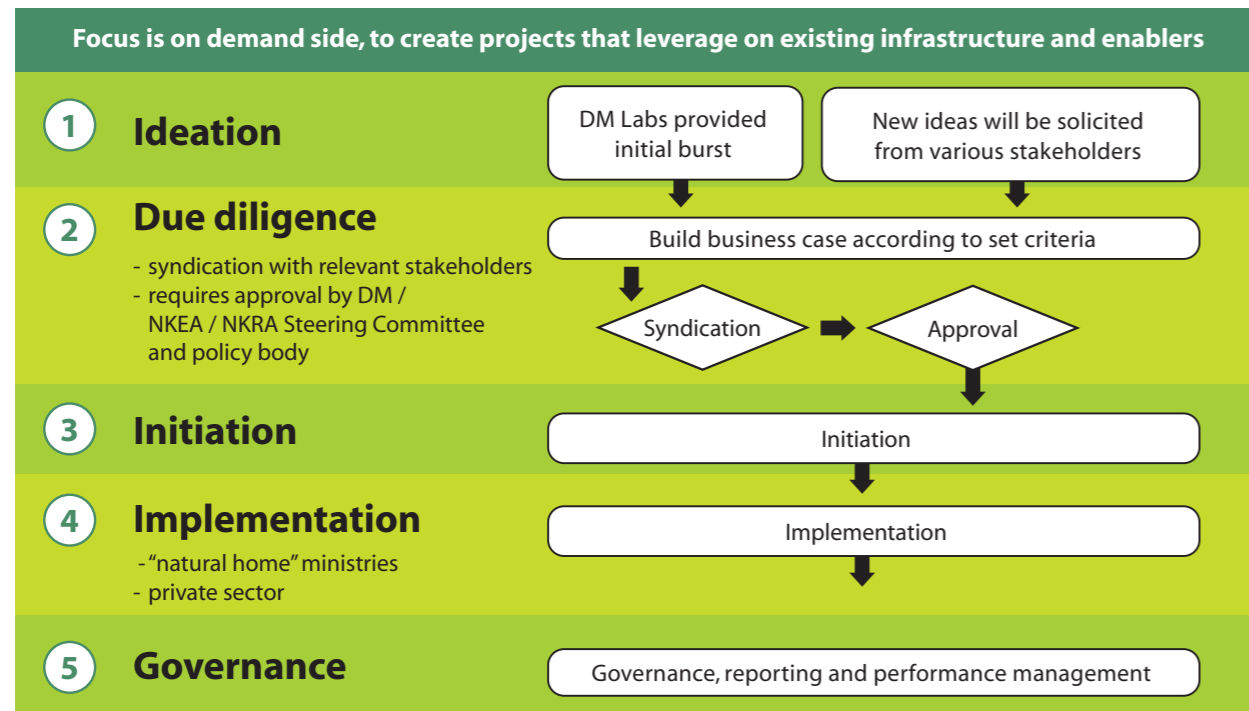 Focus is on demand side, to create projects that leverage on existing infrastructure and enablers
1
Ideation
DM Labs provided
initial burst
New ideas will be solicited
from various stakeholders
2
Due diligence
- syndication with relevant stakeholders
- requires approval by DM /
NKEA / NKRA Steering Committee
and policy body
Build business case according to set criteria
Syndication
Approval
3
Initiation
Initiation
4
Implementation
- “natural home” ministries
- private sector
Implementation
5
Governance
Governance, reporting and performance management